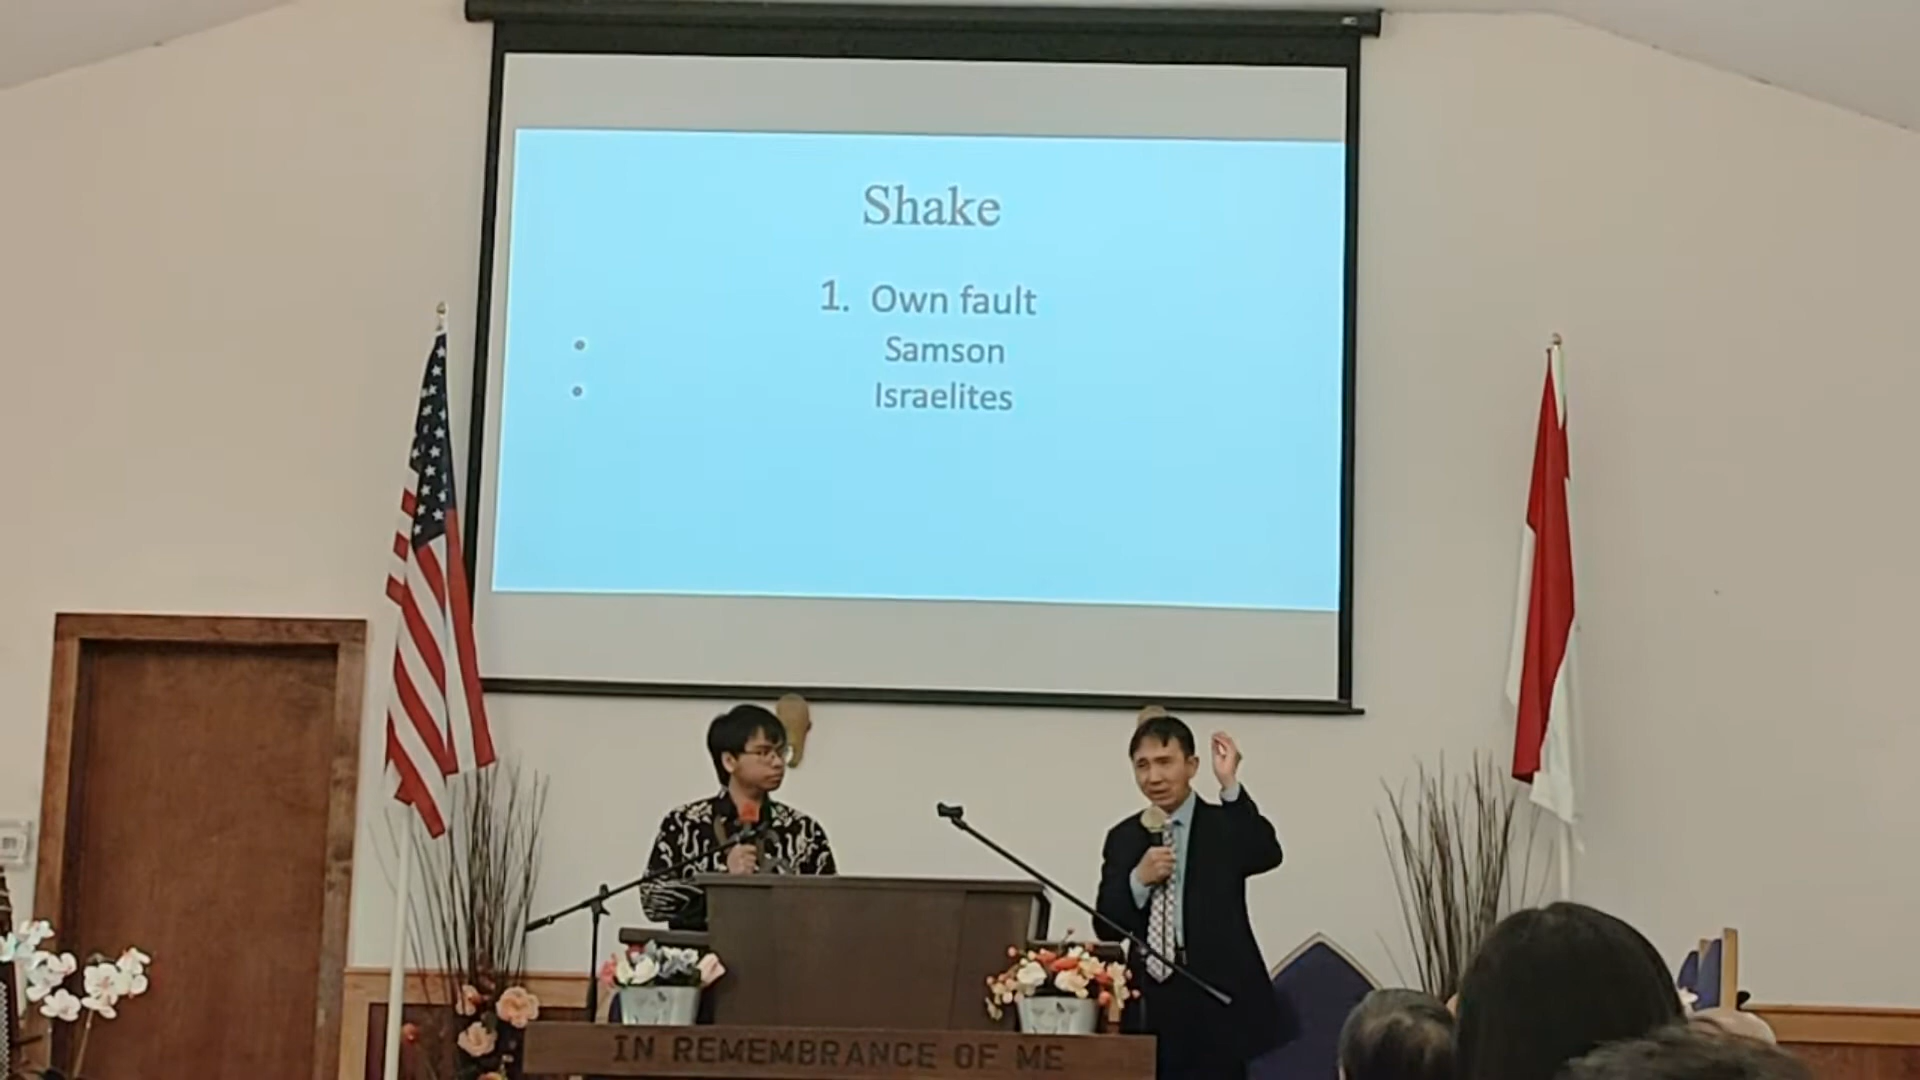 Shake
1. Own fault
• Samson
• Israelites
IN REMEMBRANCE OF ME